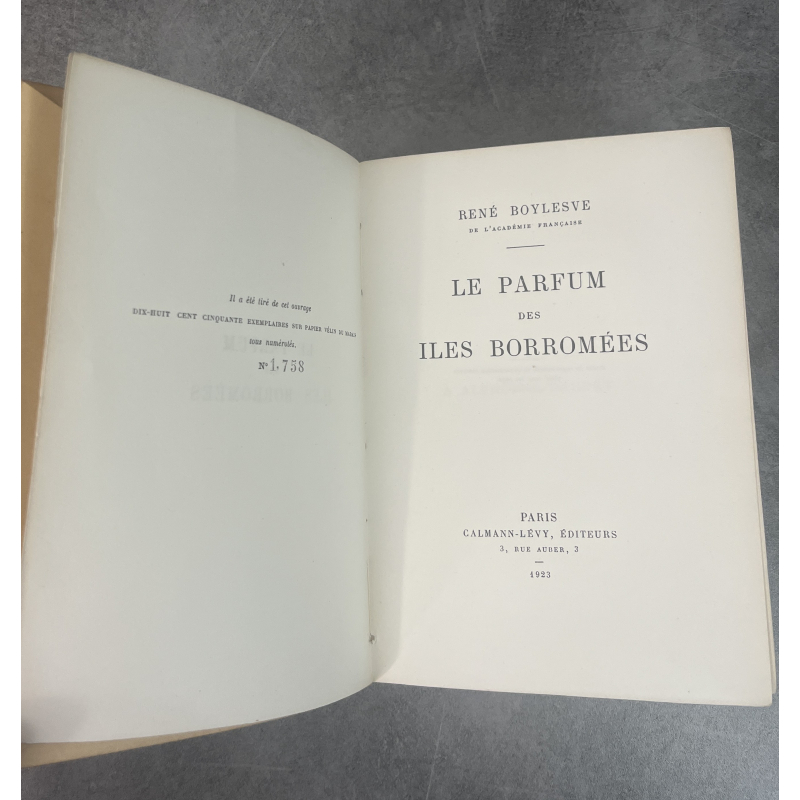 Il a été tiré de cet ouvrage
DIX-HUIT CENT CINQUANTE EXEMPLAIRES SUR PAPIER VÉLIN DU MARAIS
tous numérotés.
N° 1.758
RENÉ BOYLESVE
DE L'ACADÉMIE FRANÇAISE
LE PARFUM
DES
ILES BORROMÉES
PARIS
CALMANN-LÉVY, ÉDITEURS
3, RUE AUBER, 3
1923